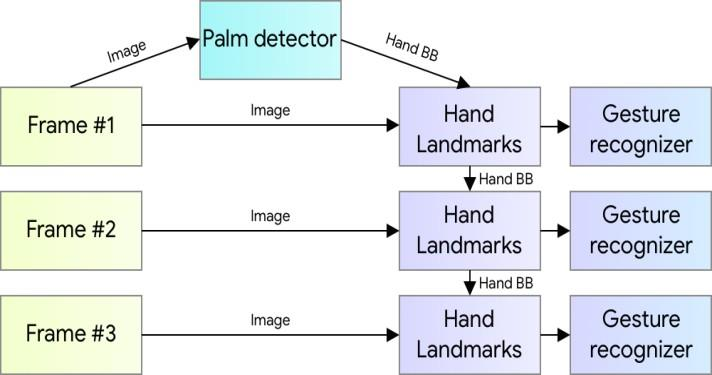 Image
Palm detector
Hand BB
Frame #1
Image
Hand
Landmarks
Gesture
recognizer
Hand BB
Frame #2
Image
Hand
Landmarks
Gesture
recognizer
Hand BB
Frame #3
Image
Hand
Landmarks
Gesture
recognizer